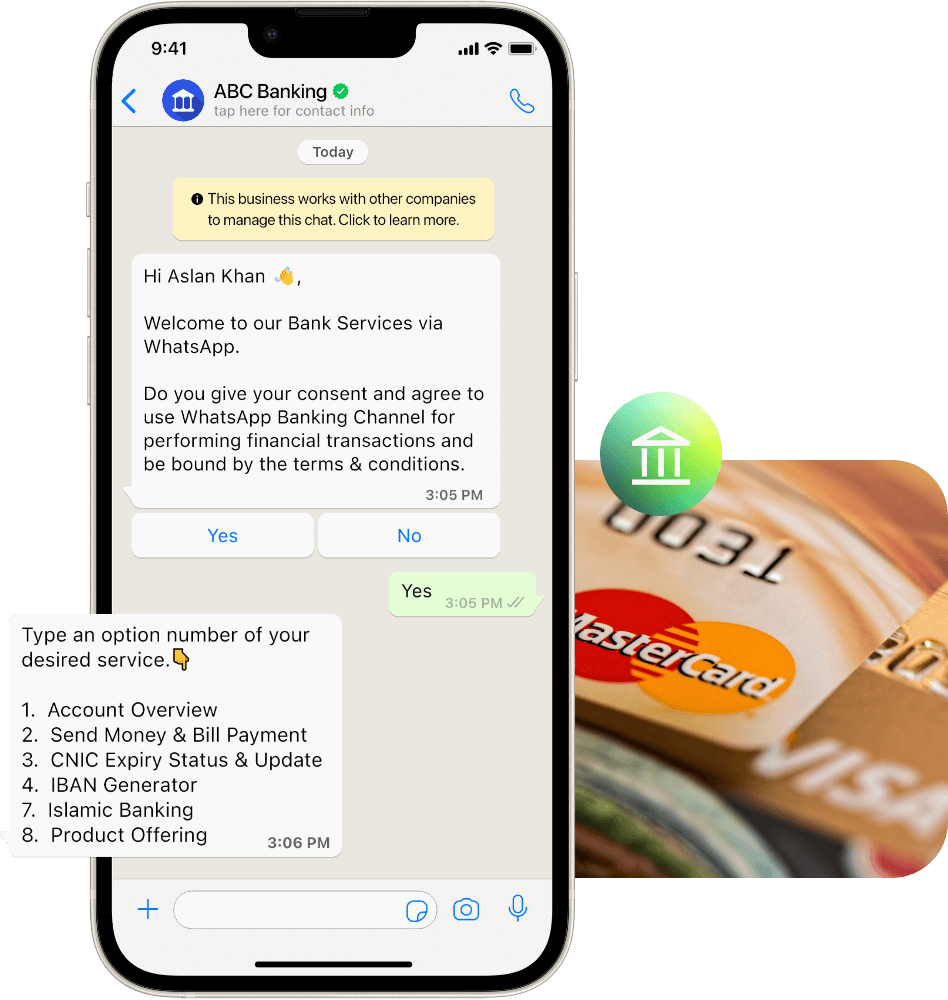 9:41
ABC Banking
tap here for contact info
Today
This business works with other companies
to manage this chat. Click to learn more.
Hi Aslan Khan 👋,
Welcome to our Bank Services via
WhatsApp.
Do you give your consent and agree to
use WhatsApp Banking Channel for
performing financial transactions and
be bound by the terms & conditions.
3:05 PM
Yes
No
Yes
3:05 PM
Type an option number of your
desired service.👇
1. Account Overview
2. Send Money & Bill Payment
3. CNIC Expiry Status & Update
4. IBAN Generator
7. Islamic Banking
8. Product Offering
3:06 PM
MasterCard
VISA